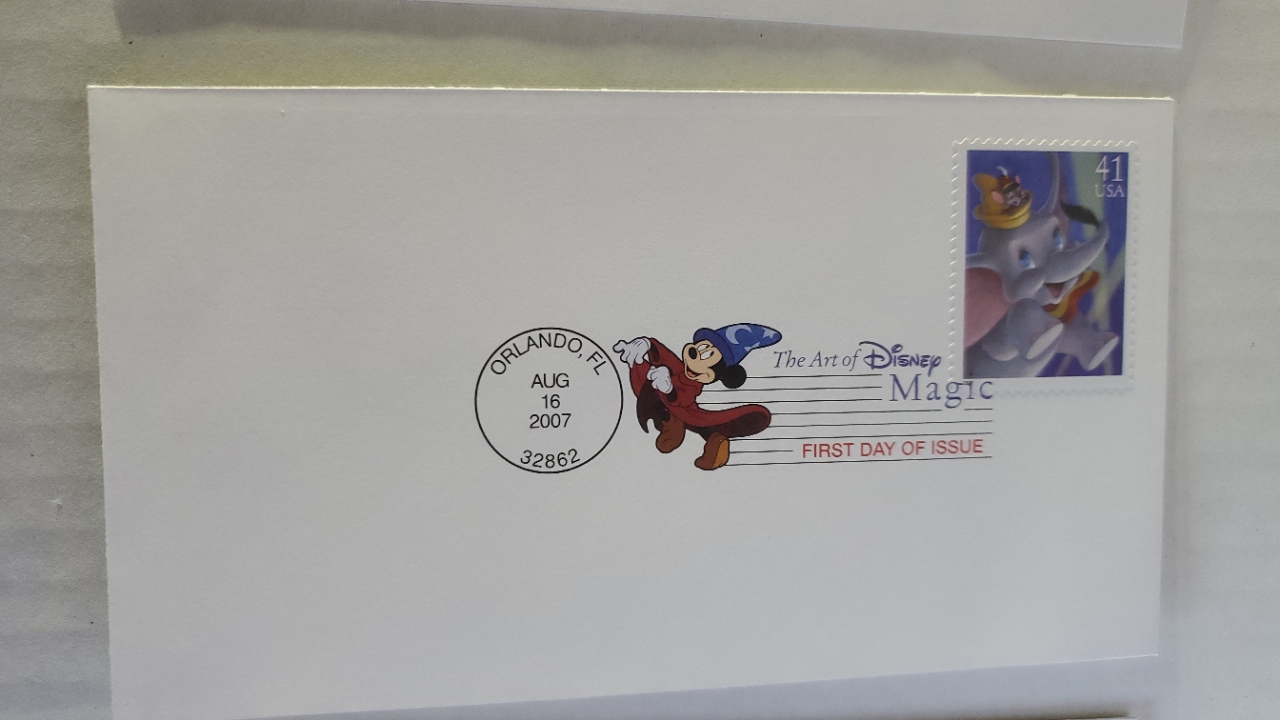 41
USA
ORLANDO, FL
AUG
16
2007
32862
The Art of Disney
Magic
FIRST DAY OF ISSUE